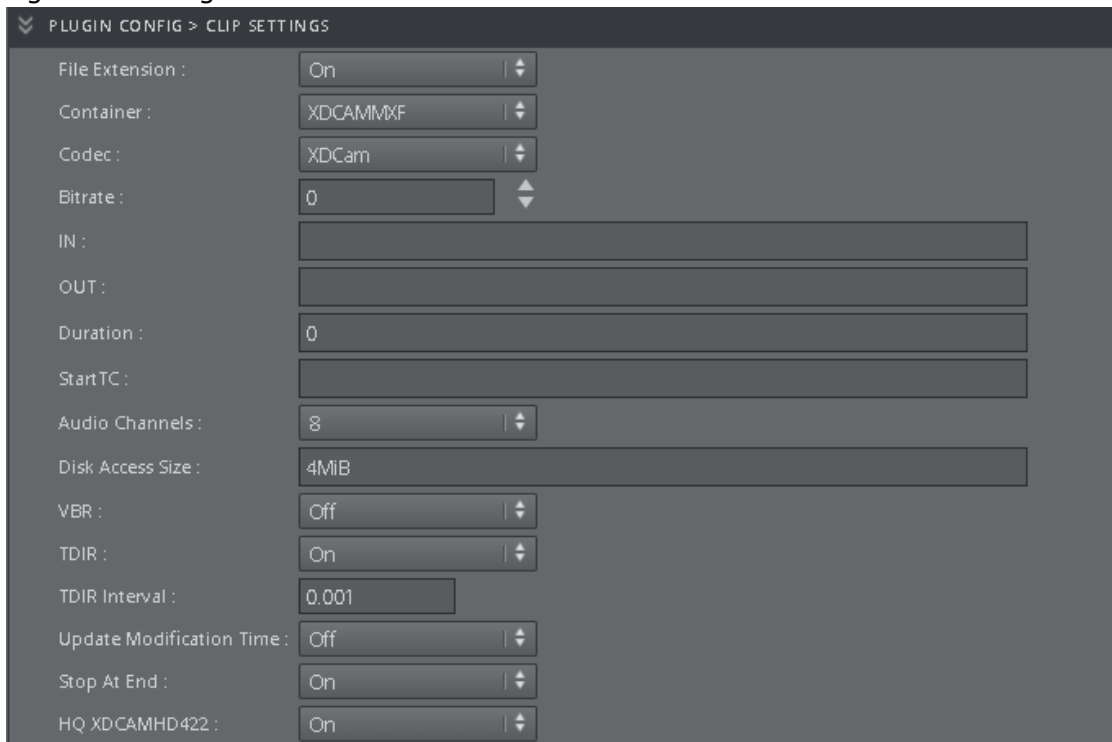 PLUGIN CONFIG > CLIP SETTINGS
File Extension : On
Container : XDCAMMXF
Codec : XDCam
Bitrate : 0
IN :
OUT :
Duration : 0
StartTC :
Audio Channels : 8
Disk Access Size : 4MiB
VBR : Off
TDIR : On
TDIR Interval : 0.001
Update Modification Time : Off
Stop At End : On
HQ XDCAMHD422 : On